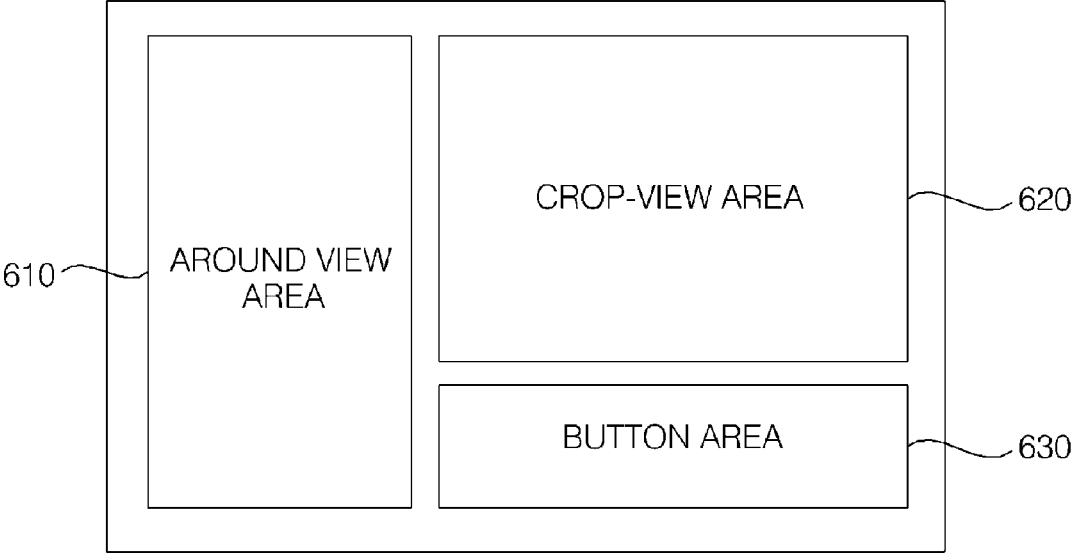 610
AROUND VIEW
AREA
CROP-VIEW AREA
620
BUTTON AREA
630